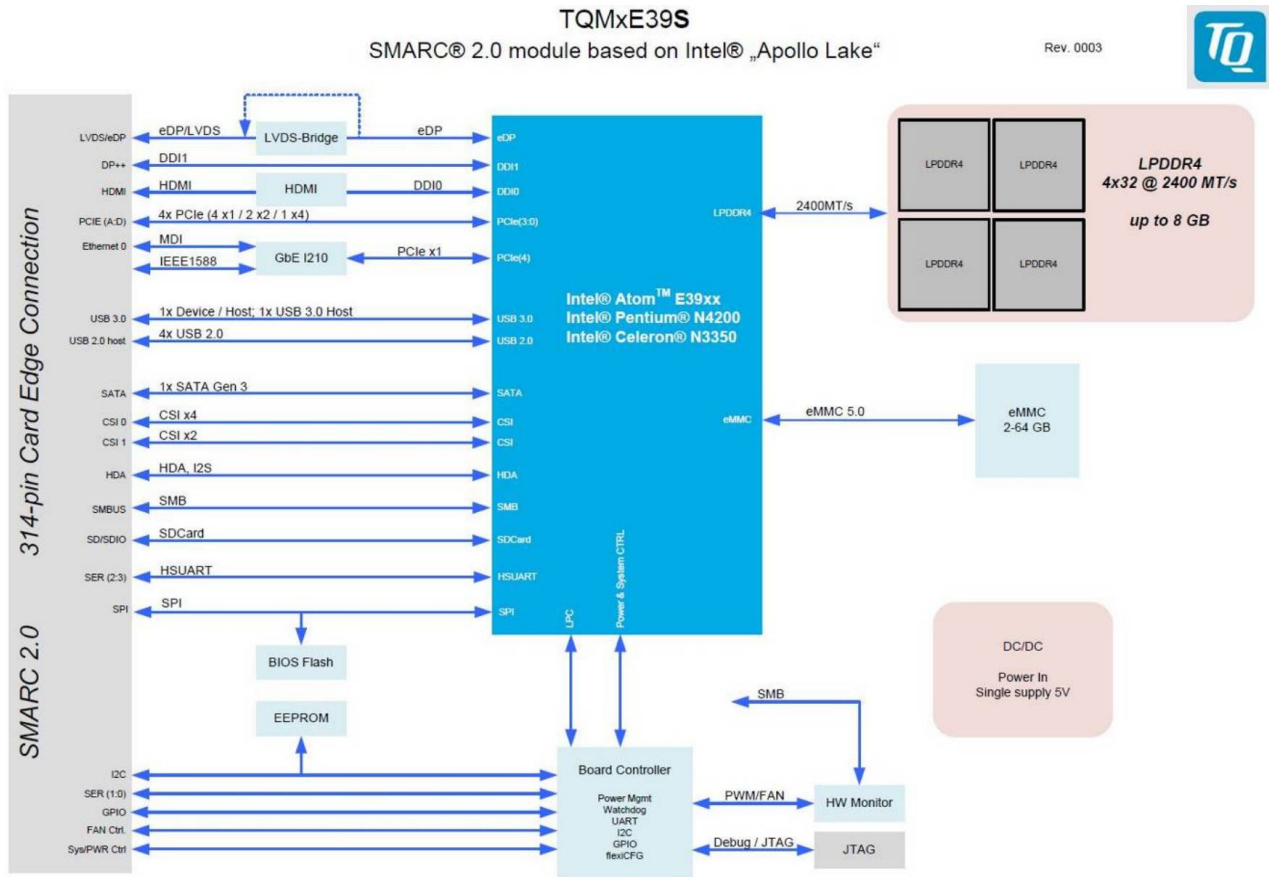 TQMxE39S
SMARC® 2.0 module based on Intel® „Apollo Lake“
Rev. 0003
TQ
SMARC 2.0 314-pin Card Edge Connection
LVDS/eDP
eDP/LVDS
LVDS-Bridge
eDP
eDP
DP++
DDI1
DDI1
HDMI
HDMI
HDMI
DDI0
DDI0
PCIE (A:D)
4x PCIe (4 x1 / 2 x2 / 1 x4)
PCIe(3:0)
Ethernet 0
MDI
IEEE1588
GbE I210
PCIe x1
PCIe(4)
USB 3.0
1x Device / Host; 1x USB 3.0 Host
USB 3.0
USB 2.0 host
4x USB 2.0
USB 2.0
SATA
1x SATA Gen 3
SATA
CSI 0
CSI x4
CSI
CSI 1
CSI x2
CSI
HDA
HDA, I2S
HDA
SMBUS
SMB
SMB
SD/SDIO
SDCard
SDCard
SER (2:3)
HSUART
HSUART
SPI
SPI
SPI
BIOS Flash
EEPROM
Intel® Atom™ E39xx
Intel® Pentium® N4200
Intel® Celeron® N3350
LPDDR4
2400MT/s
LPDDR4
LPDDR4
LPDDR4
LPDDR4
LPDDR4
4x32 @ 2400 MT/s
up to 8 GB
eMMC
eMMC 5.0
eMMC
2-64 GB
LPC
Power & System CTRL
DC/DC
Power In
Single supply 5V
SMB
I2C
SER (1:0)
GPIO
FAN Ctrl.
Sys/PWR Ctrl
Board Controller
Power Mgmt
Watchdog
UART
I2C
GPIO
flexiCFG
PWM/FAN
HW Monitor
Debug / JTAG
JTAG